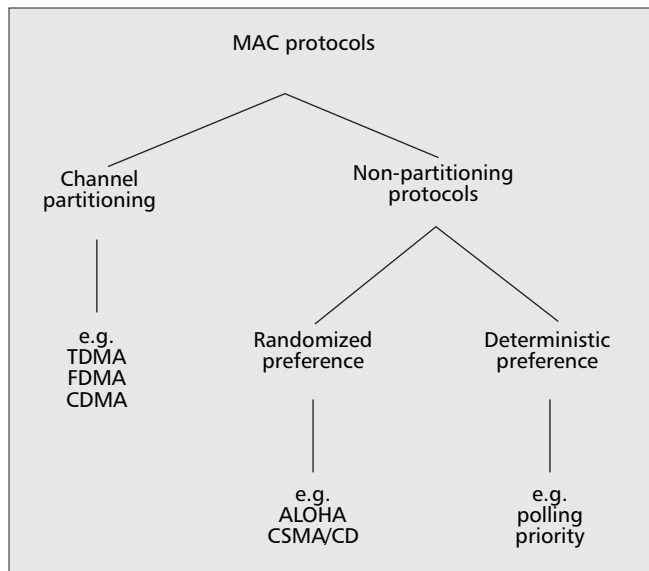 MAC protocols
Channel
partitioning
Non-partitioning
protocols
e.g.
TDMA
FDMA
CDMA
Randomized
preference
Deterministic
preference
e.g.
ALOHA
CSMA/CD
e.g.
polling
priority